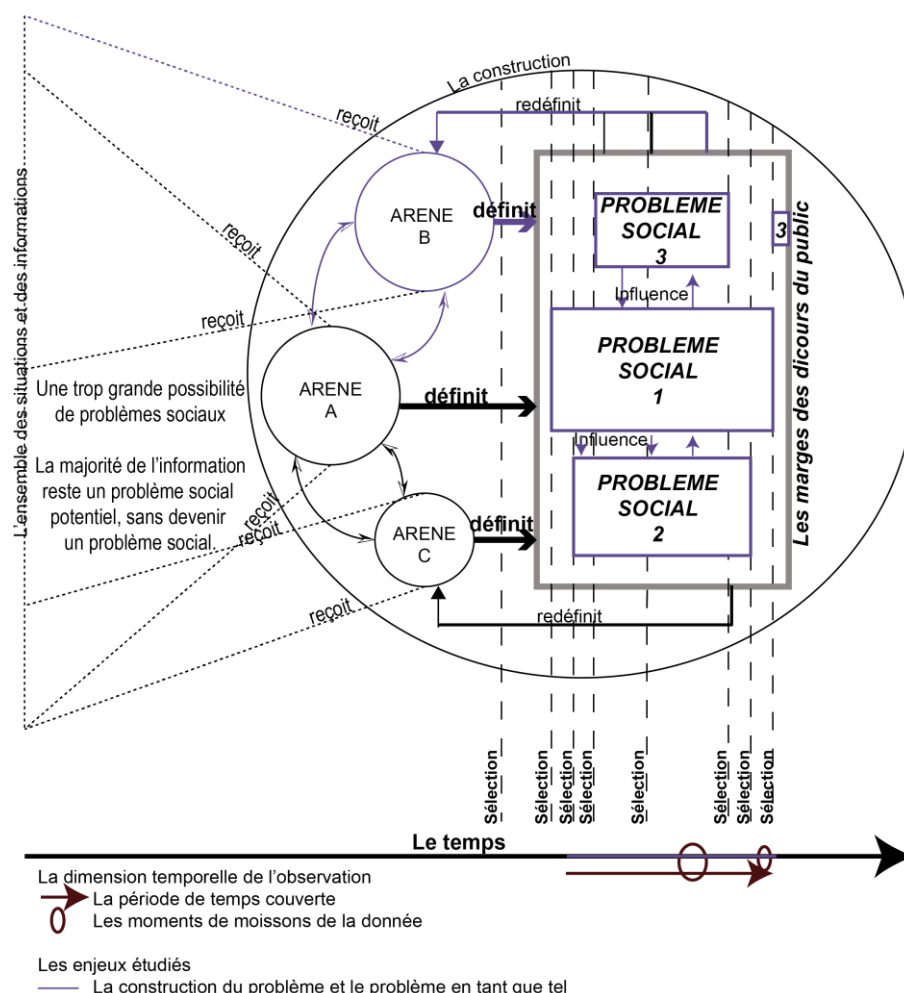 La construction
redéfinit
reçoit
ARENE
B
définit
PROBLEME
SOCIAL
3
3
reçoit
Influence
reçoit
L'ensemble des situations et des informations
Une trop grande possibilité
de problèmes sociaux
ARENE
A
définit
PROBLEME
SOCIAL
1
Les marges des dicours du public
Influence
La majorité de l'information
reste un problème social
potentiel, sans devenir
un problème social.
reçoit
reçoit
ARENE
C
définit
PROBLEME
SOCIAL
2
reçoit
redéfinit
Sélection
Sélection
Sélection
Sélection
Sélection
Sélection
Sélection
Sélection
Le temps
La dimension temporelle de l'observation
La période de temps couverte
Les moments de moissons de la donnée
Les enjeux étudiés
La construction du problème et le problème en tant que tel